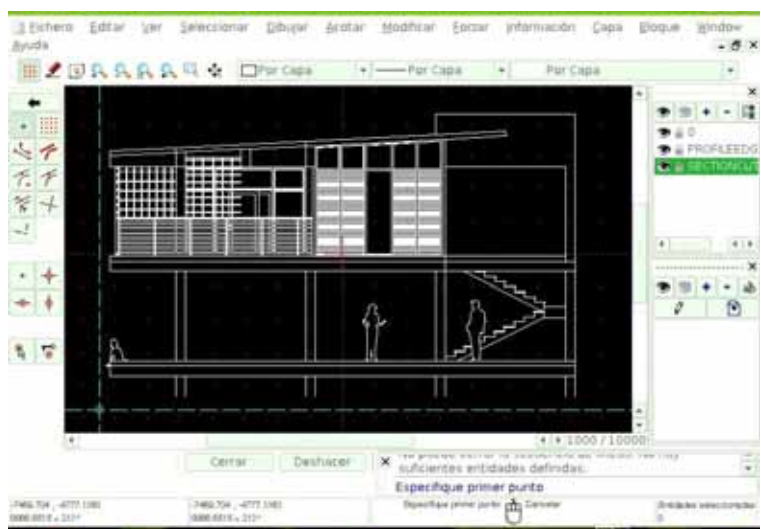 Fichero Editar Ver Seleccionar Dibujar Acotar Modificar Forzar Información Capa Bloque Window
Ayuda
Por Capa Por Capa Por Capa
0
PROFILEEDG
SECTIONCUT
1000 / 10000
Cerrar Deshacer
suficientes entidades definidas.
Especifique primer punto
Especifique primer punto Cancelar
Entidades seleccionadas
0